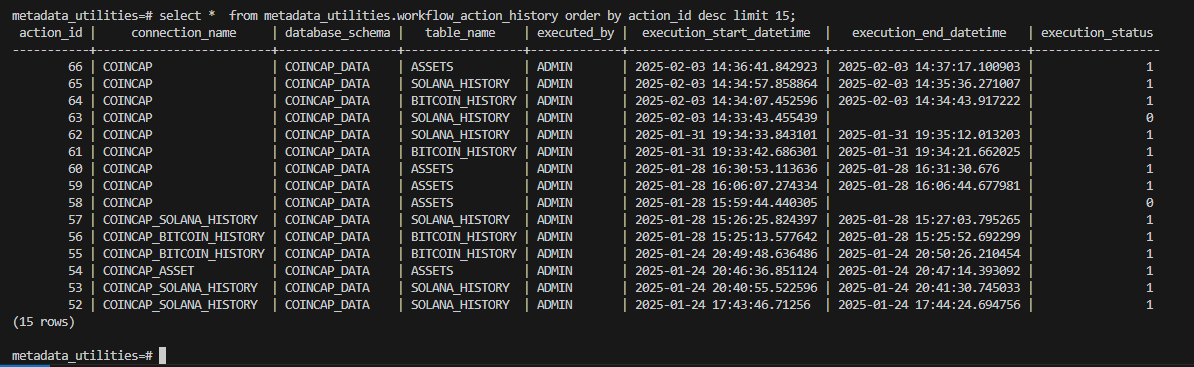 metadata_utilities=# select *  from metadata_utilities.workflow_action_history order by action_id desc limit 15;
 action_id |    connection_name       | database_schema |   table_name    | executed_by |  execution_start_datetime  |   execution_end_datetime   | execution_status
-----------+--------------------------+-----------------+-----------------+-------------+----------------------------+----------------------------+------------------
        66 | COINCAP                  | COINCAP_DATA    | ASSETS          | ADMIN       | 2025-02-03 14:36:41.842923 | 2025-02-03 14:37:17.100903 |                1
        65 | COINCAP                  | COINCAP_DATA    | SOLANA_HISTORY  | ADMIN       | 2025-02-03 14:34:57.858864 | 2025-02-03 14:35:36.271007 |                1
        64 | COINCAP                  | COINCAP_DATA    | BITCOIN_HISTORY | ADMIN       | 2025-02-03 14:34:07.452596 | 2025-02-03 14:34:43.917222 |                1
        63 | COINCAP                  | COINCAP_DATA    | SOLANA_HISTORY  | ADMIN       | 2025-02-03 14:33:43.455439 |                            |                0
        62 | COINCAP                  | COINCAP_DATA    | SOLANA_HISTORY  | ADMIN       | 2025-01-31 19:34:33.843101 | 2025-01-31 19:35:12.013203 |                1
        61 | COINCAP                  | COINCAP_DATA    | BITCOIN_HISTORY | ADMIN       | 2025-01-31 19:33:42.686301 | 2025-01-31 19:34:21.662025 |                1
        60 | COINCAP                  | COINCAP_DATA    | ASSETS          | ADMIN       | 2025-01-28 16:30:53.113636 | 2025-01-28 16:31:30.676    |                1
        59 | COINCAP                  | COINCAP_DATA    | ASSETS          | ADMIN       | 2025-01-28 16:06:07.274334 | 2025-01-28 16:06:44.677981 |                1
        58 | COINCAP                  | COINCAP_DATA    | ASSETS          | ADMIN       | 2025-01-28 15:59:44.440305 |                            |                0
        57 | COINCAP_SOLANA_HISTORY   | COINCAP_DATA    | SOLANA_HISTORY  | ADMIN       | 2025-01-28 15:26:25.824397 | 2025-01-28 15:27:03.795265 |                1
        56 | COINCAP_BITCOIN_HISTORY  | COINCAP_DATA    | BITCOIN_HISTORY | ADMIN       | 2025-01-28 15:25:13.577642 | 2025-01-28 15:25:52.692299 |                1
        55 | COINCAP_BITCOIN_HISTORY  | COINCAP_DATA    | BITCOIN_HISTORY | ADMIN       | 2025-01-24 20:49:48.636486 | 2025-01-24 20:50:26.210454 |                1
        54 | COINCAP_ASSET            | COINCAP_DATA    | ASSETS          | ADMIN       | 2025-01-24 20:46:36.851124 | 2025-01-24 20:47:14.393092 |                1
        53 | COINCAP_SOLANA_HISTORY   | COINCAP_DATA    | SOLANA_HISTORY  | ADMIN       | 2025-01-24 20:40:55.522596 | 2025-01-24 20:41:30.745033 |                1
        52 | COINCAP_SOLANA_HISTORY   | COINCAP_DATA    | SOLANA_HISTORY  | ADMIN       | 2025-01-24 17:43:46.71256  | 2025-01-24 17:44:24.694756 |                1
(15 rows)
metadata_utilities=#